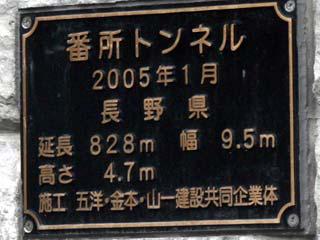 番所トンネル
2005年1月
長野県
延長 828m 幅 9.5m
高さ 4.7m
施工 五洋・金本・山一建設共同企業体